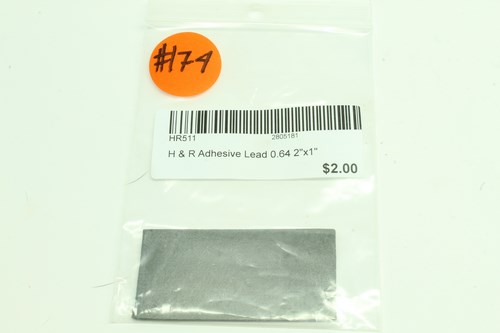 #174
HR511 2805181
H & R Adhesive Lead 0.64 2"x1"
$2.00